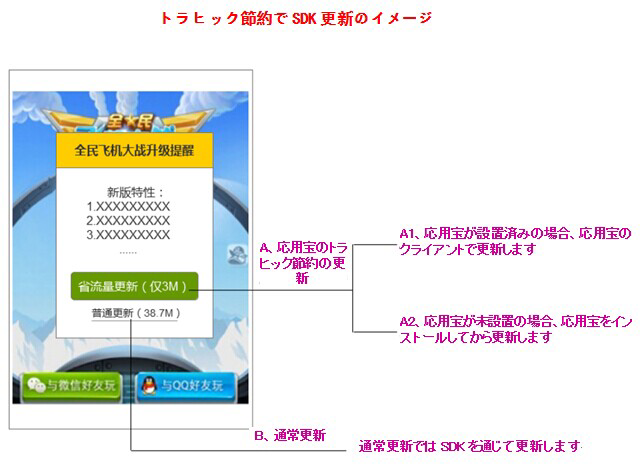 トラヒック節約でSDK更新のイメージ
全★民
全民飞机大战升级提醒
新版特性：
1.XXXXXXXXX
2.XXXXXXXXX
3.XXXXXXXXX
......
省流量更新（仅3M）
普通更新（38.7M）
与微信好友玩
与QQ好友玩
A、応用宝のトラ
ヒック節約の更
新
A1、応用宝が設置済みの場合、応用宝の
クライアントで更新します
A2、応用宝が未設置の場合、応用宝をイン
ストールしてから更新します
B、通常更新
通常更新ではSDKを通じて更新します